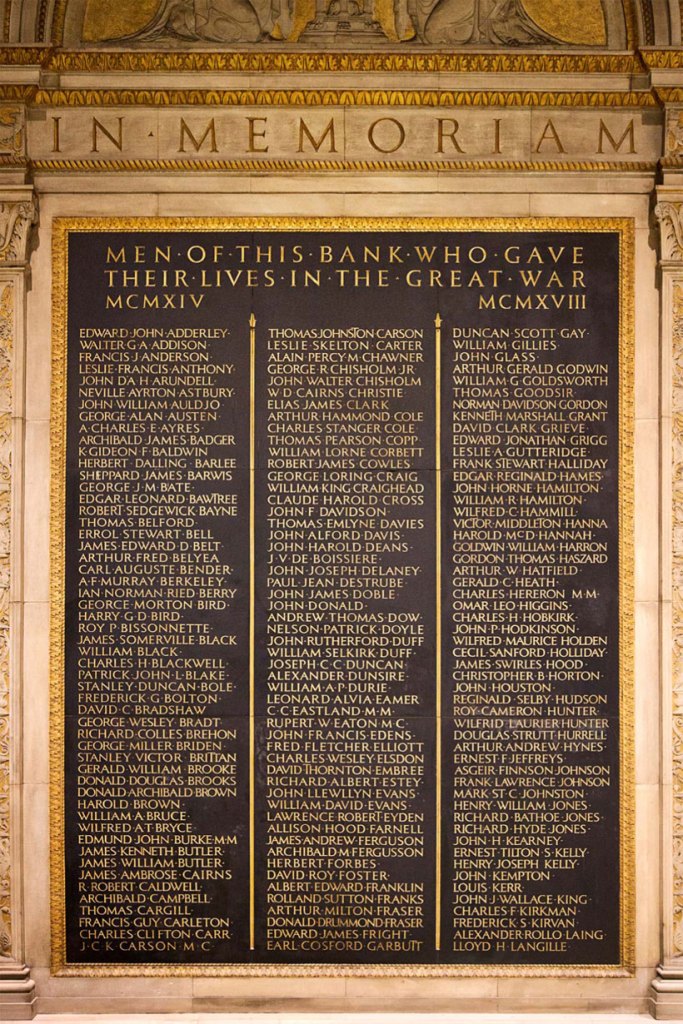 IN · MEMORIAM
MEN · OF · THIS · BANK · WHO · GAVE
THEIR · LIVES · IN · THE · GREAT · WAR
MCMXIV MCMXVIII
EDWARD · JOHN · ADDERLEY ·
WALTER · G · A · ADDISON
FRANCIS · J · ANDERSON ·
LESLIE · FRANCIS · ANTHONY
JOHN · DA · H · ARUNDELL ·
NEVILLE · AYRTON · ASTBURY ·
JOHN · WILLIAM · AULD JO
GEORGE · ALAN · AUSTEN ·
A · CHARLES · E · AYRES ·
ARCHIBALD · JAMES · BADGER
K · GIDEON · F · BALDWIN
HERBERT · DALLING · BARLEE
SHEPPARD · JAMES · BARWIS
GEORGE · J · M · BATE ·
EDGAR · LEONARD · BAWTREE
ROBERT · SEDGEWICK · BAYNE
THOMAS · BELFORD ·
ERROL · STEWART · BELL
JAMES · EDWARD · D · BELT ·
ARTHUR · FRED · BELYEA
CARL · AUGUSTE · BENDER ·
A · F · MURRAY · BERKELEY ·
IAN · NORMAN · RIED · BERRY
GEORGE · MORTON · BIRD ·
HARRY · G · D · BIRD ·
ROY · P · BISSONNETTE ·
JAMES · SOMERVILLE · BLACK
WILLIAM · BLACK ·
CHARLES · H · BLACKWELL ·
PATRICK · JOHN · L · BLAKE ·
STANLEY · DUNCAN · BOLE ·
FREDERICK · G · BOLTON ·
DAVID · C · BRADSHAW
GEORGE · WESLEY · BRADT ·
RICHARD · COLLES · BREHON
GEORGE · MILLER · BRIDEN ·
STANLEY · VICTOR · BRITTAN
GERALD · WILLIAM · BROOKE
DONALD · DOUGLAS · BROOKS
DONALD · ARCHIBALD · BROWN
HAROLD · BROWN ·
WILLIAM · A · BRUCE ·
WILFRED · AT · BRYCE ·
EDMUND · JOHN · BURKE · M · M
JAMES · KENNETH · BUTLER ·
JAMES · WILLIAM · BUTLER ·
JAMES · AMBROSE · CAIRNS
R · ROBERT · CALDWELL ·
ARCHIBALD · CAMPBELL ·
THOMAS · CARGILL ·
FRANCIS · GUY · CARLETON ·
CHARLES · CLIFTON · CARR ·
J · C · K · CARSON · M · C ·
THOMAS · JOHNSTON · CARSON
LESLIE · SKELTON · CARTER
ALAIN · PERCY · M · CHAWNER
GEORGE · R · CHISHOLM · JR ·
JOHN · WALTER · CHISHOLM
W · D · CAIRNS · CHRISTIE
ELIAS · JAMES · CLARK ·
ARTHUR · HAMMOND · COLE
CHARLES · STANGER · COLE ·
THOMAS · PEARSON · COPP
WILLIAM · LORNE · CORBETT
ROBERT · JAMES · COWLES ·
GEORGE · LORING · CRAIG
WILLIAM · KING · CRAIGHEAD
CLAUDE · HAROLD · CROSS
JOHN · F · DAVIDSON ·
THOMAS · EMLYNE · DAVIES
JOHN · ALFORD · DAVIS ·
JOHN · HAROLD · DEANS ·
J · V · DE · BOISSIERE ·
JOHN · JOSEPH · DELANEY
PAUL · JEAN · DESTRUBE ·
JOHN · JAMES · DOBLE ·
JOHN · DONALD ·
ANDREW · THOMAS · DOW
NELSON · PATRICK · DOYLE
JOHN · RUTHERFORD · DUFF
WILLIAM · SELKIRK · DUFF ·
JOSEPH · C · C · DUNCAN ·
ALEXANDER · DUNSIRE ·
WILLIAM · A · P · DURIE ·
LEONARD · ALVIA · EAMER
C · C · EASTLAND · M · M ·
RUPERT · W · EATON · M · C ·
JOHN · FRANCIS · EDENS ·
FRED · FLETCHER · ELLIOTT
CHARLES · WESLEY · ELSDON
DAVID · THORNTON · EMBREE
RICHARD · ALBERT · ESTEY ·
JOHN · LLEWLLYN · EVANS ·
WILLIAM · DAVID · EVANS ·
LAWRENCE · ROBERT · EYDEN
ALLISON · HOOD · FARNELL
JAMES · ANDREW · FERGUSON
ARCHIBALD · M · FERGUSSON
HERBERT · FORBES ·
DAVID · ROY · FOSTER ·
ALBERT · EDWARD · FRANKLIN
ROLLAND · SUTTON · FRANKS
ARTHUR · MILTON · FRASER
DONALD · DRUMMOND · FRASER
EDWARD · JAMES · FRIGHT ·
EARL · COSFORD · GARBUTT
DUNCAN · SCOTT · GAY ·
WILLIAM · GILLIES ·
JOHN · GLASS ·
ARTHUR · GERALD · GODWIN
WILLIAM · G · GOLDSWORTH
THOMAS · GOODSIR ·
NORMAN · DAVIDSON · GORDON
KENNETH · MARSHALL · GRANT
DAVID · CLARK · GRIEVE ·
EDWARD · JONATHAN · GRIGG
LESLIE · A · GUTTERIDGE ·
FRANK · STEWART · HALLIDAY
EDGAR · REGINALD · HAMES ·
JOHN · HORNE · HAMILTON ·
WILLIAM · R · HAMILTON ·
WILFRED · C · HAMMILL ·
VICTOR · MIDDLETON · HANNA
HAROLD · McD · HANNAH ·
GOLDWIN · WILLIAM · HARRON
GORDON · THOMAS · HASZARD
ARTHUR · W · HATFIELD ·
GERALD · C · HEATH ·
CHARLES · HERERON · M · M ·
OMAR · LEO · HIGGINS ·
CHARLES · H · HOBKIRK ·
JOHN · P · HODKINSON ·
WILFRED · MAURICE · HOLDEN
CECIL · SANFORD · HOLLIDAY ·
JAMES · SWIRLES · HOOD ·
CHRISTOPHER · B · HORTON ·
JOHN · HOUSTON ·
REGINALD · SELBY · HUDSON
ROY · CAMERON · HUNTER ·
WILFRID · LAURIER · HUNTER
DOUGLAS · STRUTT · HURRELL
ARTHUR · ANDREW · HYNES ·
ERNEST · F · JEFFREYS ·
ASGEIR · FINNSON · JOHNSON
FRANK · LAWRENCE · JOHNSON
MARK · ST · C · JOHNSTON ·
HENRY · WILLIAM · JONES ·
RICHARD · BATHOE · JONES ·
RICHARD · HYDE · JONES ·
JOHN · H · KEARNEY ·
ERNEST · TILTON · S · KELLY ·
HENRY · JOSEPH · KELLY ·
JOHN · KEMPTON ·
LOUIS · KERR ·
JOHN · J · WALLACE · KING ·
CHARLES · F · KIRKMAN ·
FREDERICK · S · KIRVAN ·
ALEXANDER · ROLLO · LAING ·
LLOYD · H · LANGILLE ·